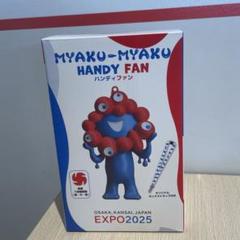 MYAKU-MYAKU
HANDY FAN
ハンディファン
OSAKA, KANSAI, JAPAN
EXPO2025